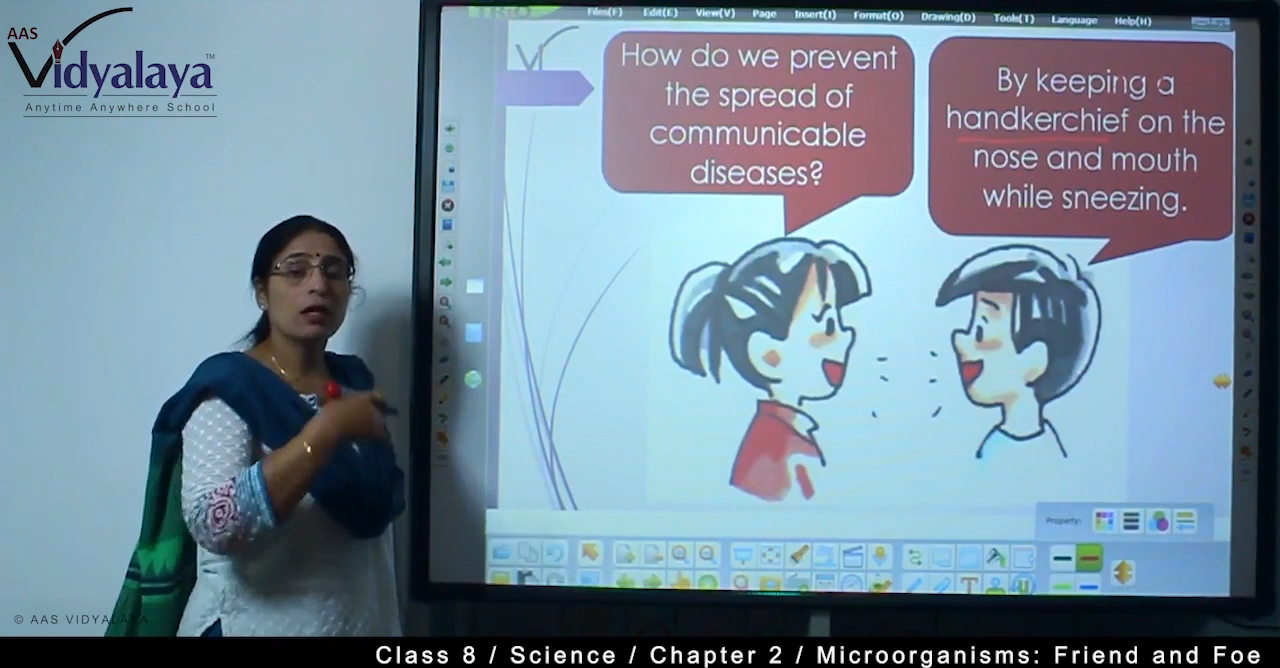 AAS
Vidyalaya™
Anytime Anywhere School
Files(F) Edit(E) View(V) Page Insert(I) Format(O) Drawing(D) Tools(T) Language Help(H)
How do we prevent
the spread of
communicable
diseases?
By keeping a
handkerchief on the
nose and mouth
while sneezing.
Property:
© AAS VIDYALAYA
Class 8 / Science / Chapter 2 / Microorganisms: Friend and Foe